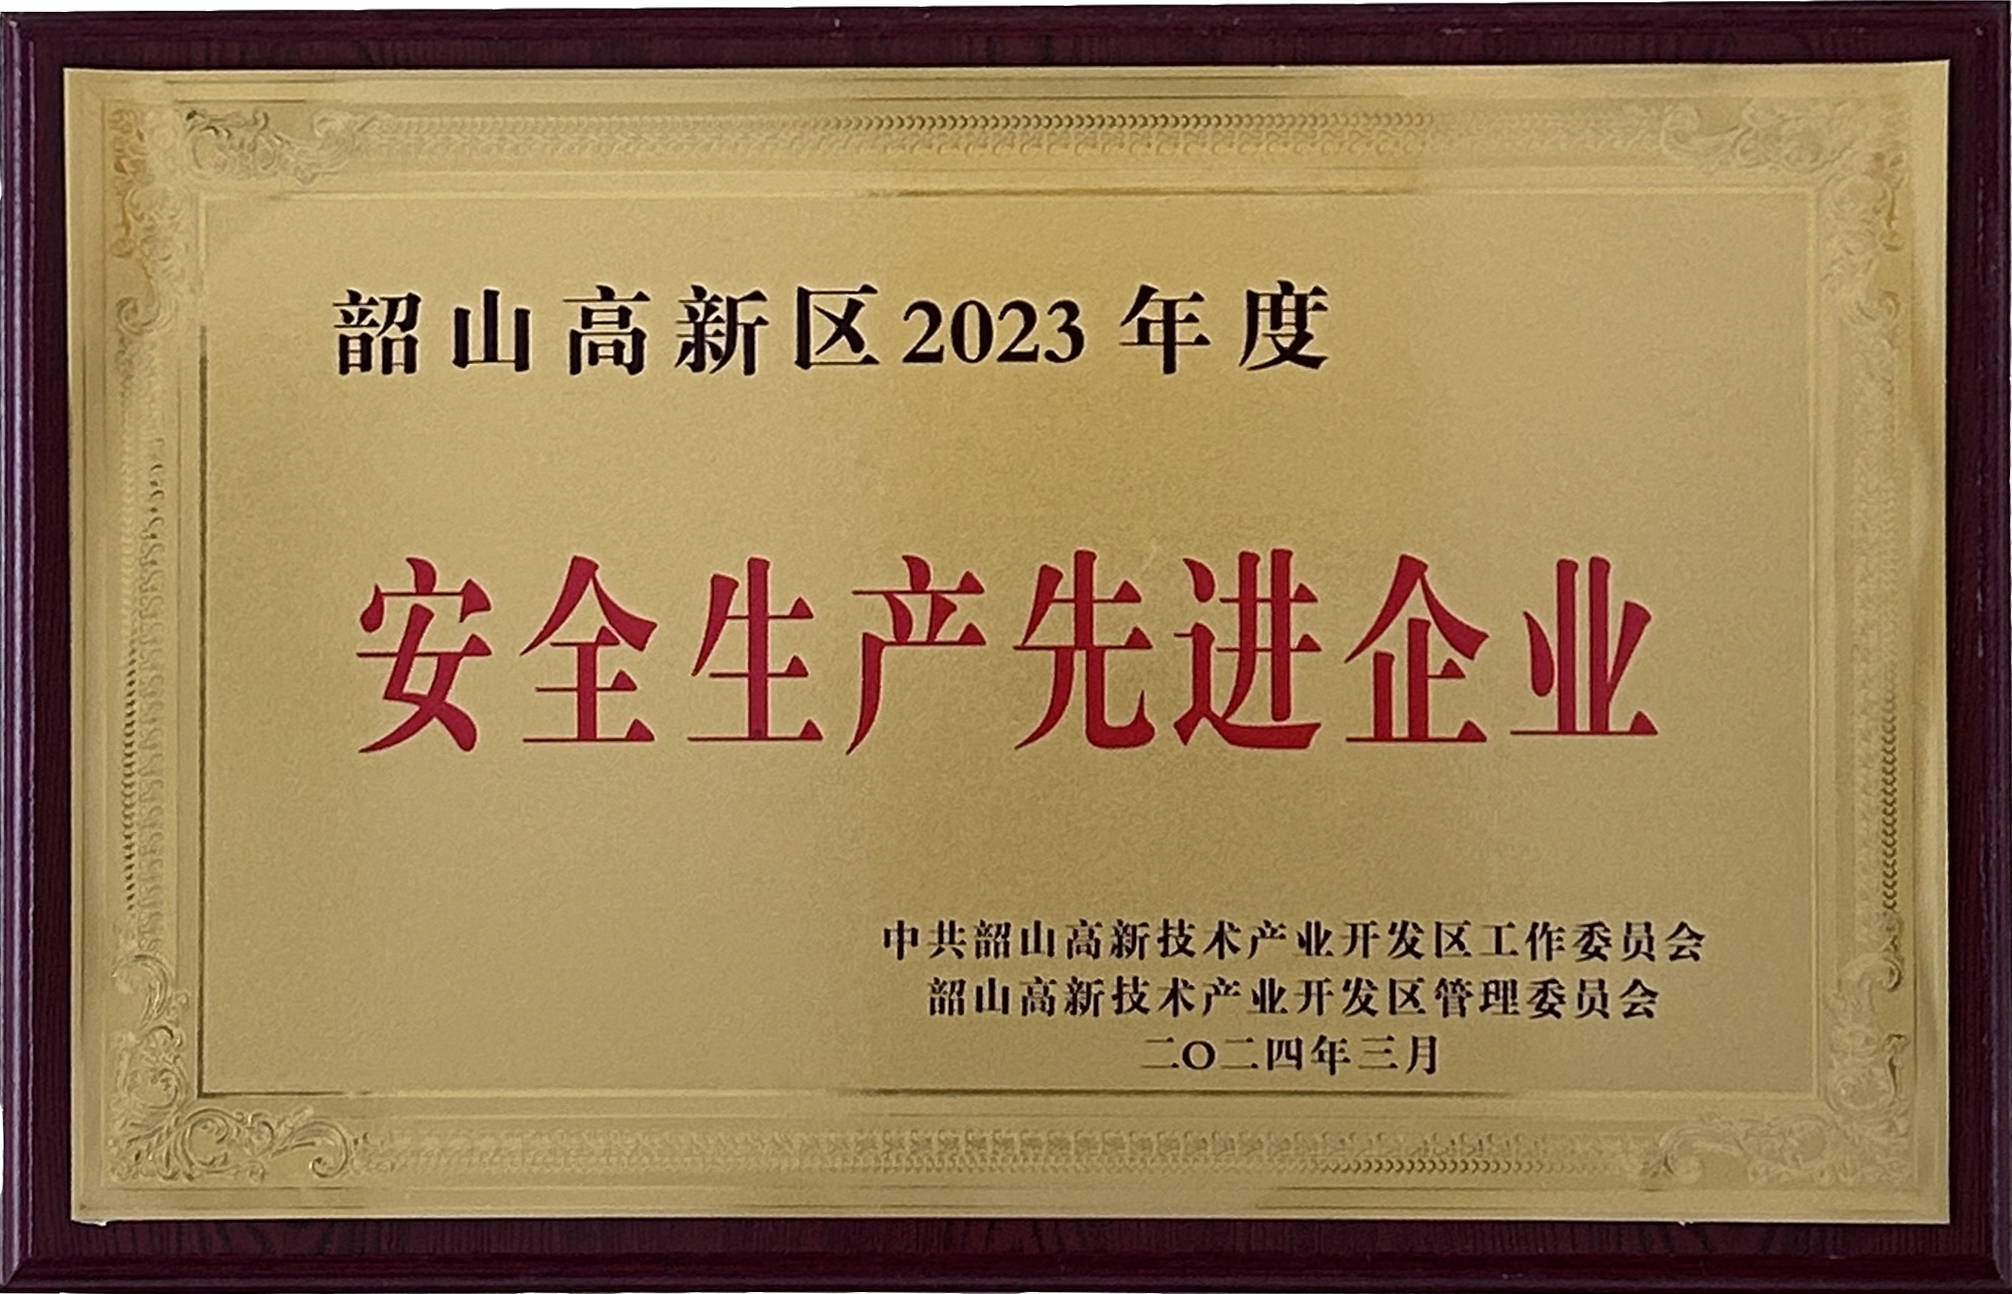 韶山高新区2023年度
安全生产先进企业
中共韶山高新技术产业开发区工作委员会
韶山高新技术产业开发区管理委员会
二〇二四年三月